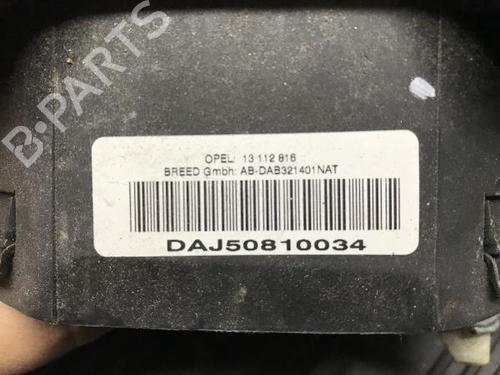 B-PARTS
OPEL: 13 112 816
BREED Gmbh: AB-DAB321401NAT
DAJ50810034